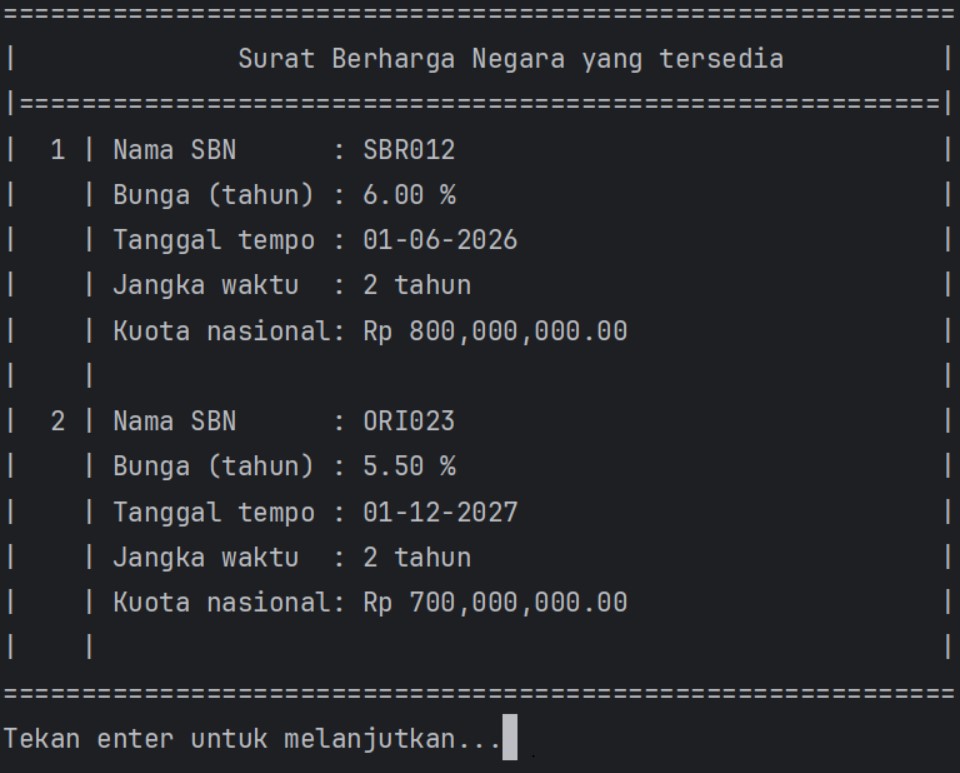 =============================================================
|              Surat Berharga Negara yang tersedia          |
|===========================================================|
|  1 | Nama SBN      : SBR012                               |
|    | Bunga (tahun) : 6.00 %                               |
|    | Tanggal tempo : 01-06-2026                           |
|    | Jangka waktu  : 2 tahun                              |
|    | Kuota nasional: Rp 800,000,000.00                    |
|    |                                                      |
|  2 | Nama SBN      : ORI023                               |
|    | Bunga (tahun) : 5.50 %                               |
|    | Tanggal tempo : 01-12-2027                           |
|    | Jangka waktu  : 2 tahun                              |
|    | Kuota nasional: Rp 700,000,000.00                    |
|    |                                                      |
=============================================================
Tekan enter untuk melanjutkan...